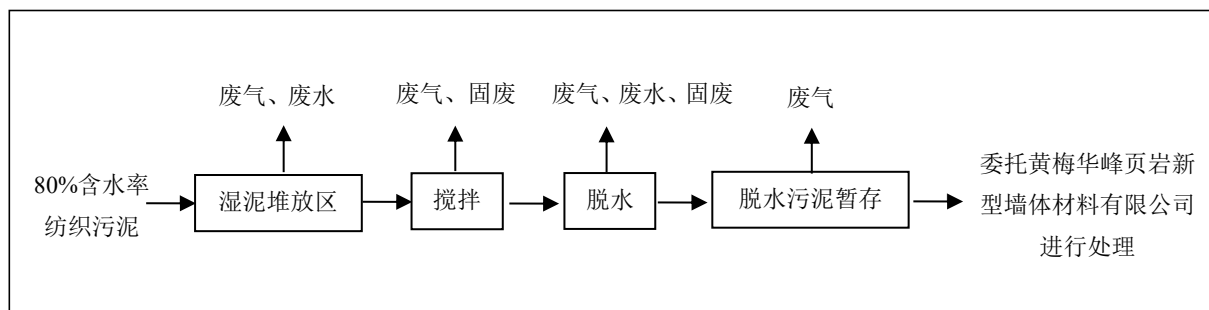 废气、废水
废气、固废
废气、废水、固废
废气
80%含水率
纺织污泥
湿泥堆放区
搅拌
脱水
脱水污泥暂存
委托黄梅华峰页岩新
型墙体材料有限公司
进行处理